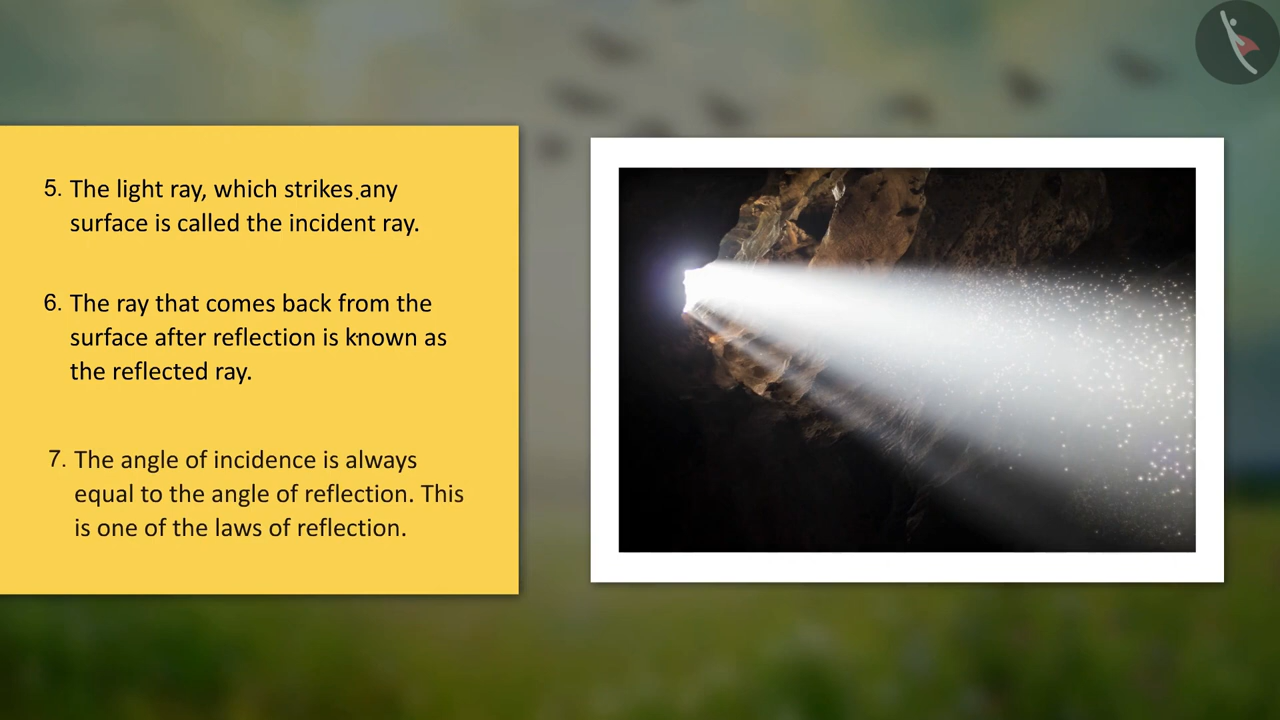 5. The light ray, which strikes any
surface is called the incident ray.
6. The ray that comes back from the
surface after reflection is known as
the reflected ray.
7. The angle of incidence is always
equal to the angle of reflection. This
is one of the laws of reflection.